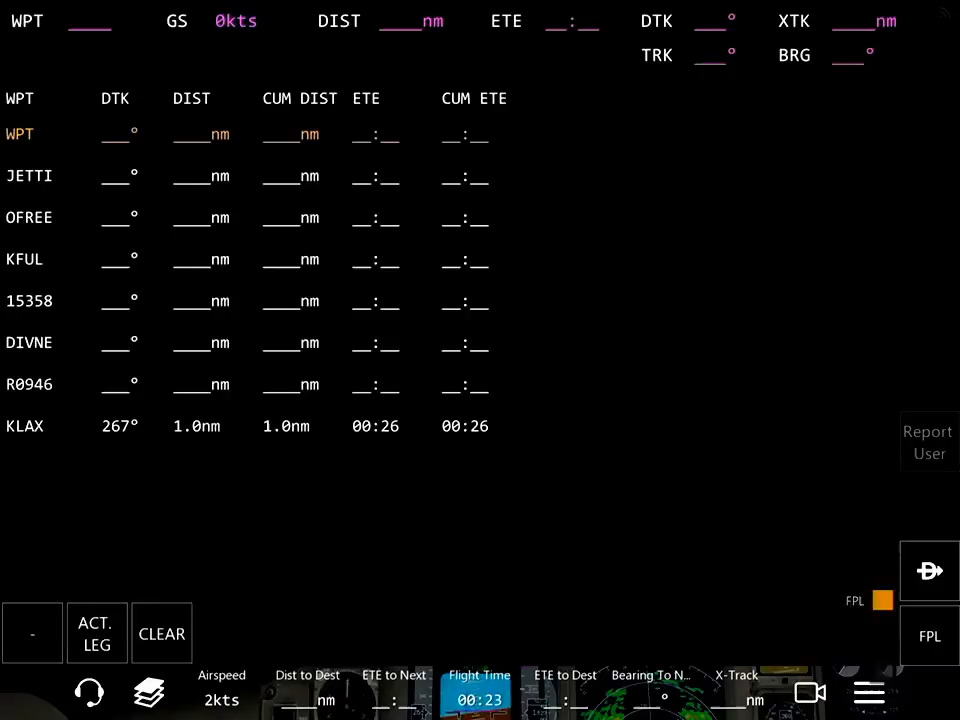 WPT ____ GS 0kts DIST ____nm ETE __:__ DTK ___° XTK ____nm
TRK ___° BRG ___°
WPT DTK DIST CUM DIST ETE CUM ETE
WPT ___° ____nm ____nm __:__ __:__
JETTI ___° ____nm ____nm __:__ __:__
OFREE ___° ____nm ____nm __:__ __:__
KFUL ___° ____nm ____nm __:__ __:__
15358 ___° ____nm ____nm __:__ __:__
DIVNE ___° ____nm ____nm __:__ __:__
R0946 ___° ____nm ____nm __:__ __:__
KLAX 267° 1.0nm 1.0nm 00:26 00:26
Report
User
FPL
- ACT.
LEG
CLEAR
FPL
Airspeed Dist to Dest ETE to Next Flight Time ETE to Dest Bearing To N... X-Track
2kts ____nm __:__ 00:23 __:__ ___° ____nm